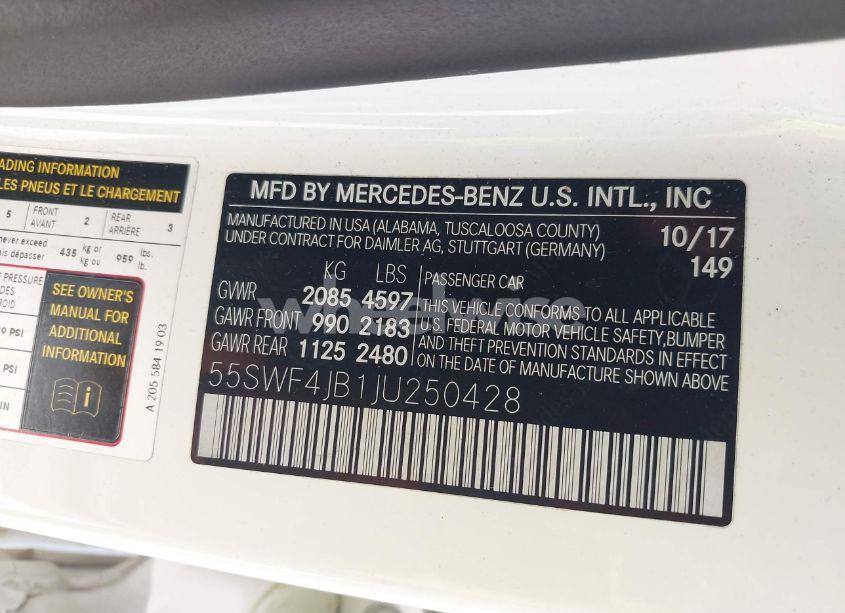 ADING INFORMATION
LES PNEUS ET LE CHARGEMENT
5 FRONT AVANT 2 REAR ARRIÈRE 3
never exceed
dépasser 435 kg or kg ou 959 lbs. lb.
PRESSURE
SEE OWNER'S
MANUAL FOR
ADDITIONAL
INFORMATION
PSI
PSI
A 205 584 19 03
MFD BY MERCEDES-BENZ U.S. INTL., INC
MANUFACTURED IN USA (ALABAMA, TUSCALOOSA COUNTY)
UNDER CONTRACT FOR DAIMLER AG, STUTTGART (GERMANY)
10/17
149
KG LBS
GVWR 2085 4597
GAWR FRONT 990 2183
GAWR REAR 1125 2480
PASSENGER CAR
THIS VEHICLE CONFORMS TO ALL APPLICABLE
U.S. FEDERAL MOTOR VEHICLE SAFETY,BUMPER
AND THEFT PREVENTION STANDARDS IN EFFECT
ON THE DATE OF MANUFACTURE SHOWN ABOVE
55SWF4JB1JU250428